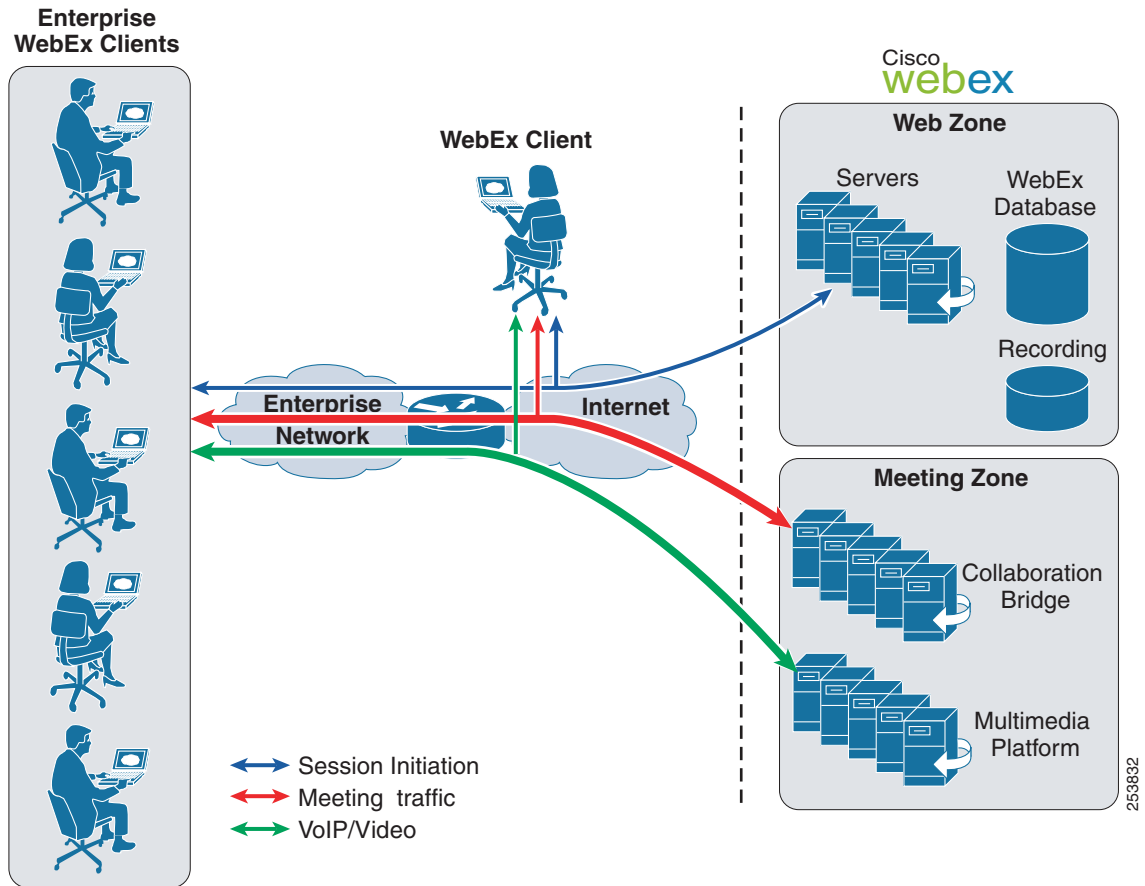 Enterprise
WebEx Clients
Cisco
webex
Web Zone
WebEx Client
Servers
WebEx
Database
Recording
Enterprise
Network
Internet
Meeting Zone
Collaboration
Bridge
Multimedia
Platform
Session Initiation
Meeting traffic
VoIP/Video
253832